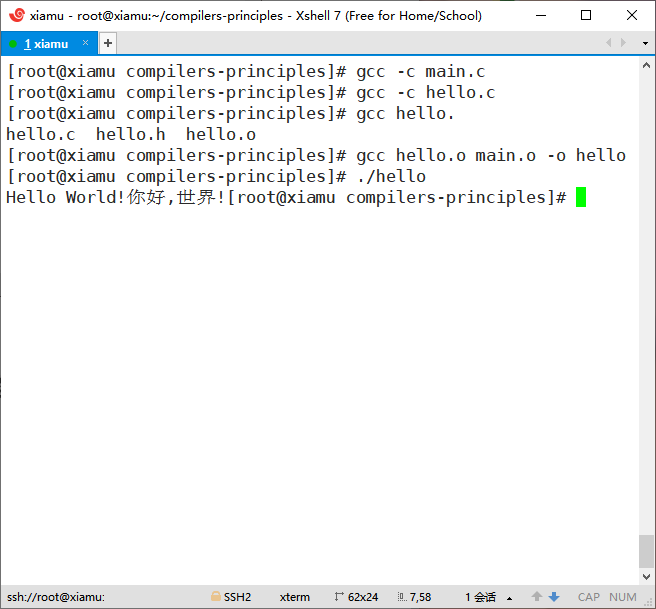 xiamu - root@xiamu:~/compilers-principles - Xshell 7 (Free for Home/School)
1 xiamu × +
[root@xiamu compilers-principles]# gcc -c main.c
[root@xiamu compilers-principles]# gcc -c hello.c
[root@xiamu compilers-principles]# gcc hello.
hello.c  hello.h  hello.o
[root@xiamu compilers-principles]# gcc hello.o main.o -o hello
[root@xiamu compilers-principles]# ./hello
Hello World!你好,世界![root@xiamu compilers-principles]#
ssh://root@xiamu: SSH2 xterm 62x24 7,58 1 会话 CAP NUM